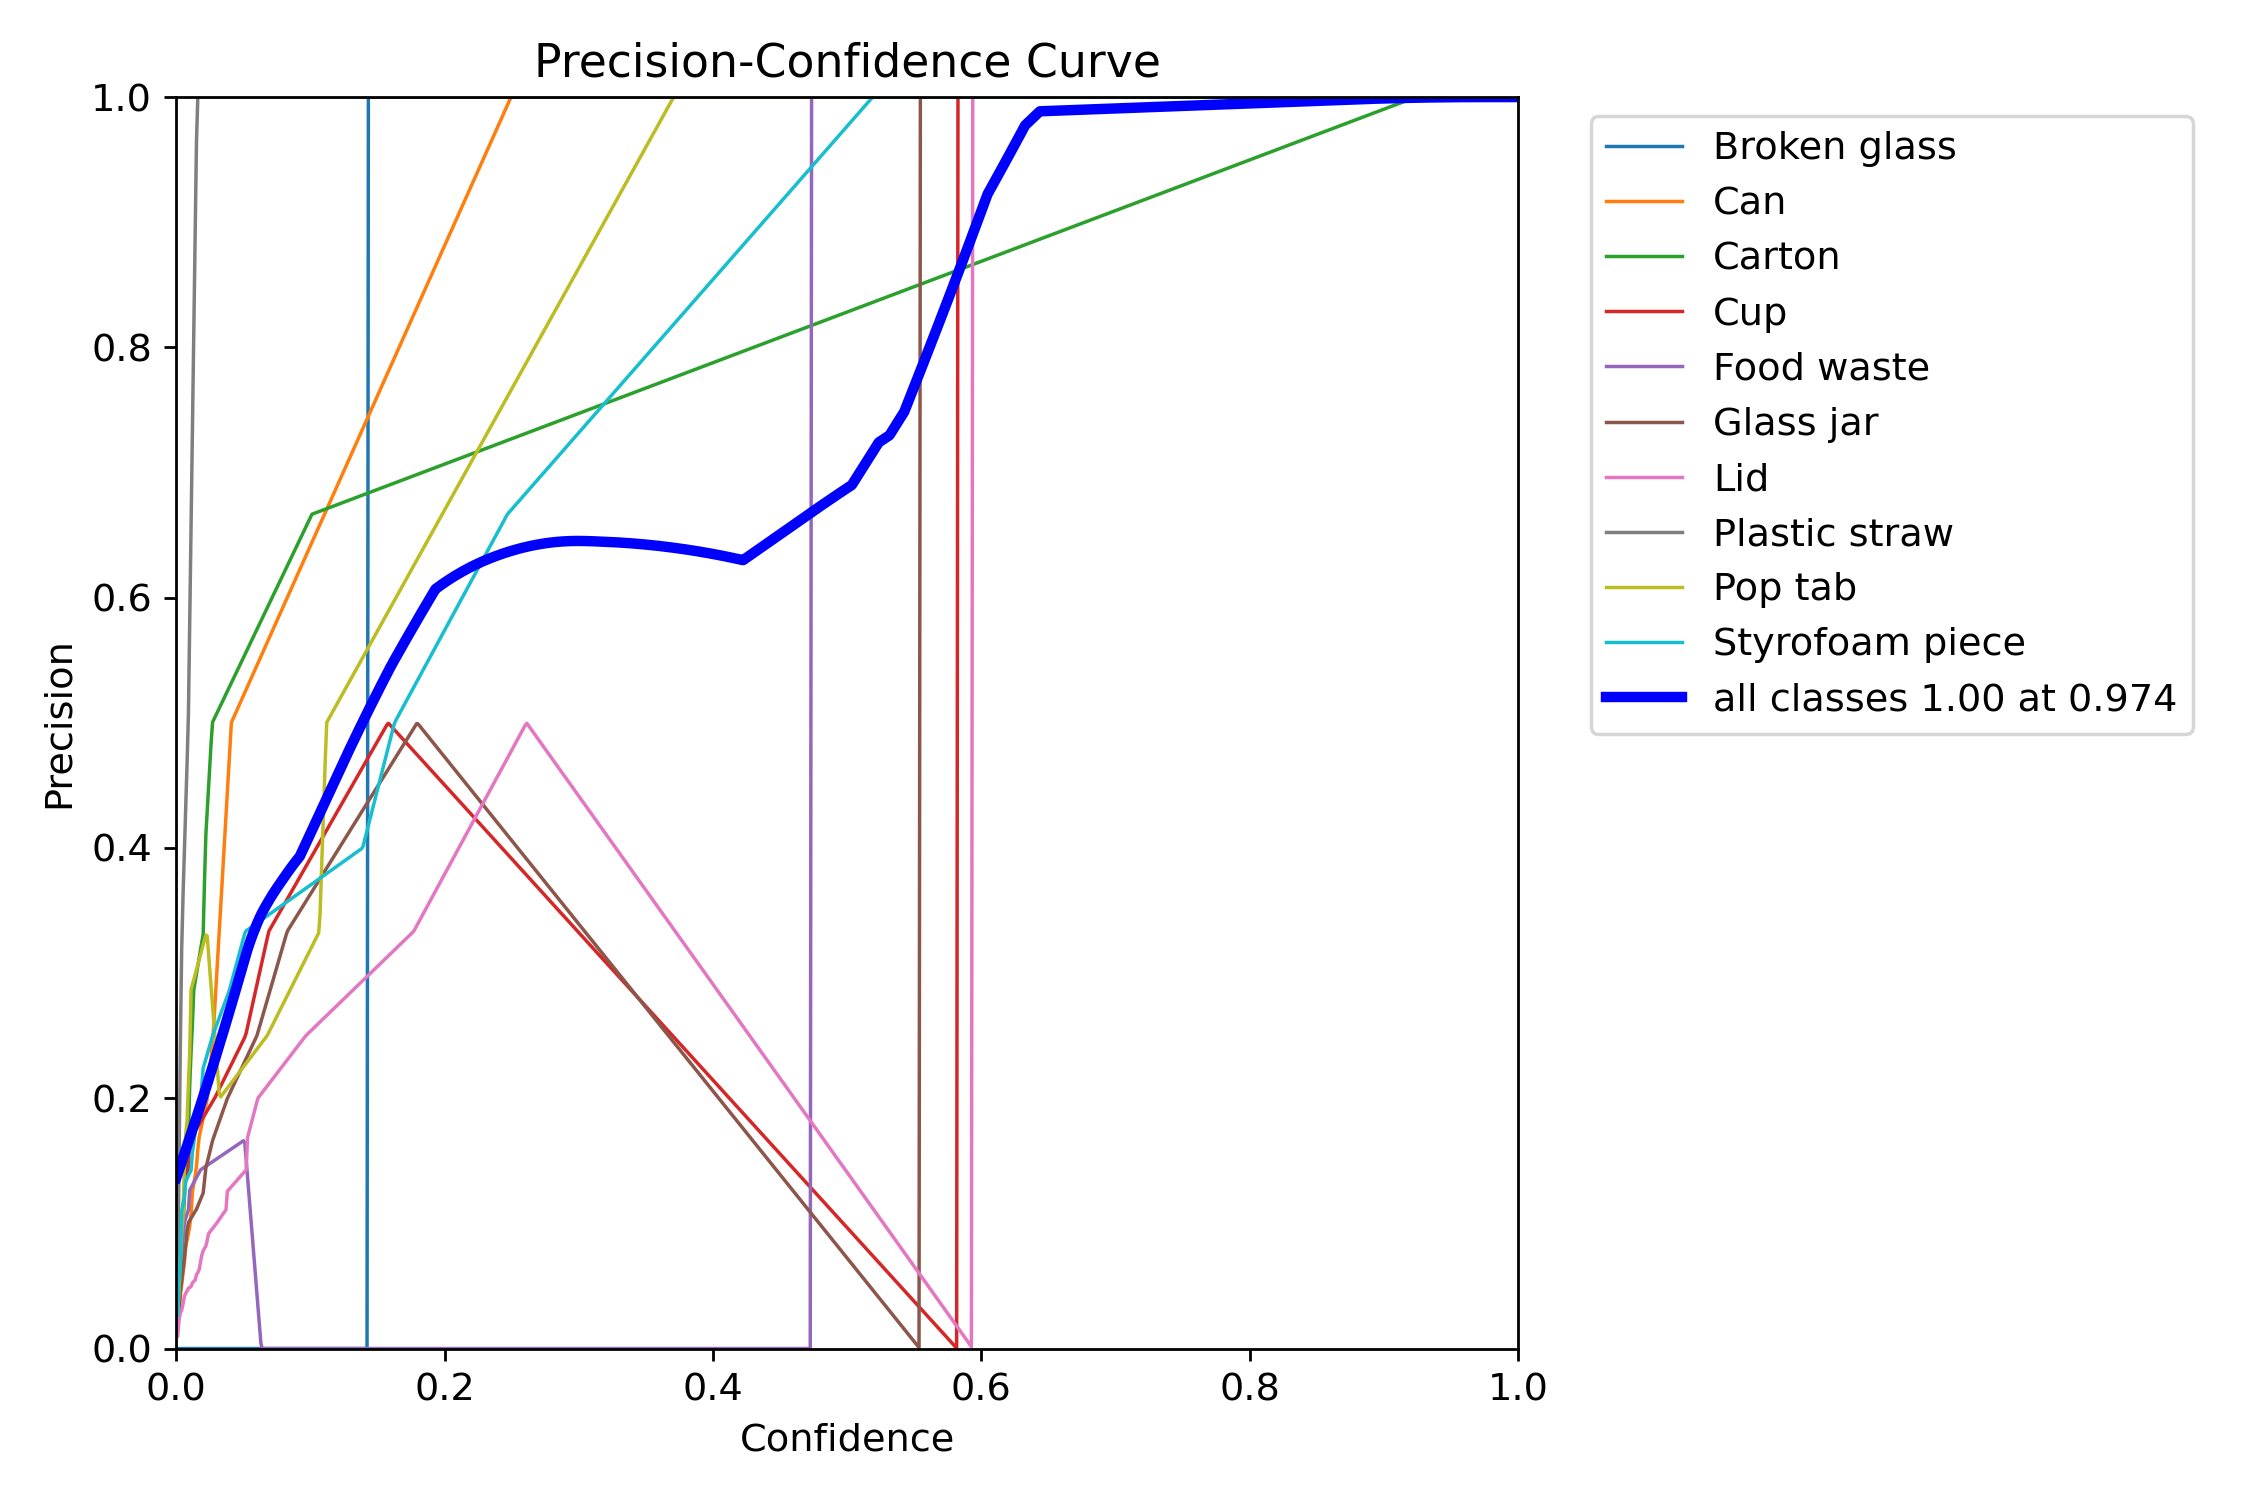 Precision-Confidence Curve
1.0
0.8
0.6
0.4
0.2
0.0
Precision
0.0 0.2 0.4 0.6 0.8 1.0
Confidence
Broken glass
Can
Carton
Cup
Food waste
Glass jar
Lid
Plastic straw
Pop tab
Styrofoam piece
all classes 1.00 at 0.974